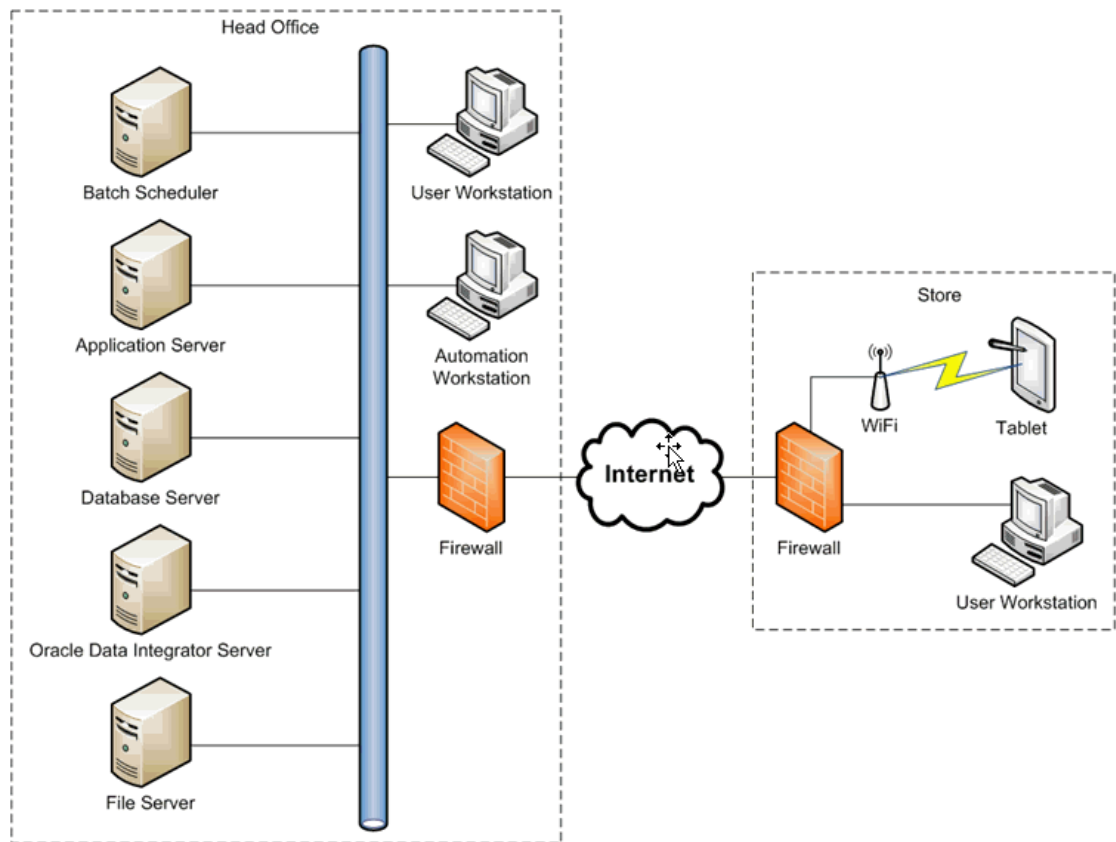 Head Office
Batch Scheduler
User Workstation
Application Server
Automation
Workstation
Database Server
Firewall
Oracle Data Integrator Server
File Server
Internet
Store
WiFi
Tablet
Firewall
User Workstation